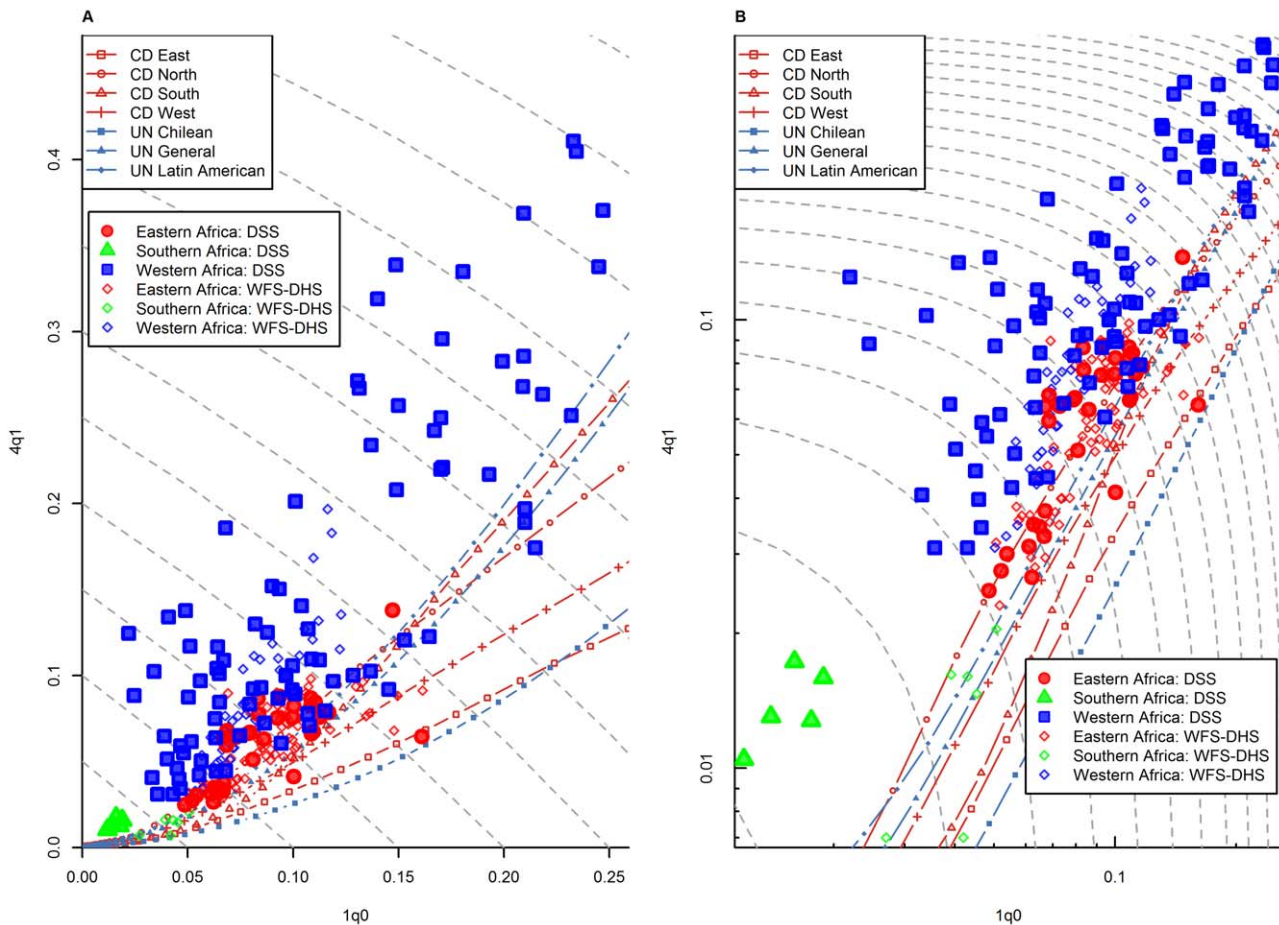 A
CD East
CD North
CD South
CD West
UN Chilean
UN General
UN Latin American
Eastern Africa: DSS
Southern Africa: DSS
Western Africa: DSS
Eastern Africa: WFS-DHS
Southern Africa: WFS-DHS
Western Africa: WFS-DHS
4q1
0.4
0.3
0.2
0.1
0.0
0.00 0.05 0.10 0.15 0.20 0.25
1q0
B
CD East
CD North
CD South
CD West
UN Chilean
UN General
UN Latin American
4q1
0.1
0.01
Eastern Africa: DSS
Southern Africa: DSS
Western Africa: DSS
Eastern Africa: WFS-DHS
Southern Africa: WFS-DHS
Western Africa: WFS-DHS
0.1
1q0